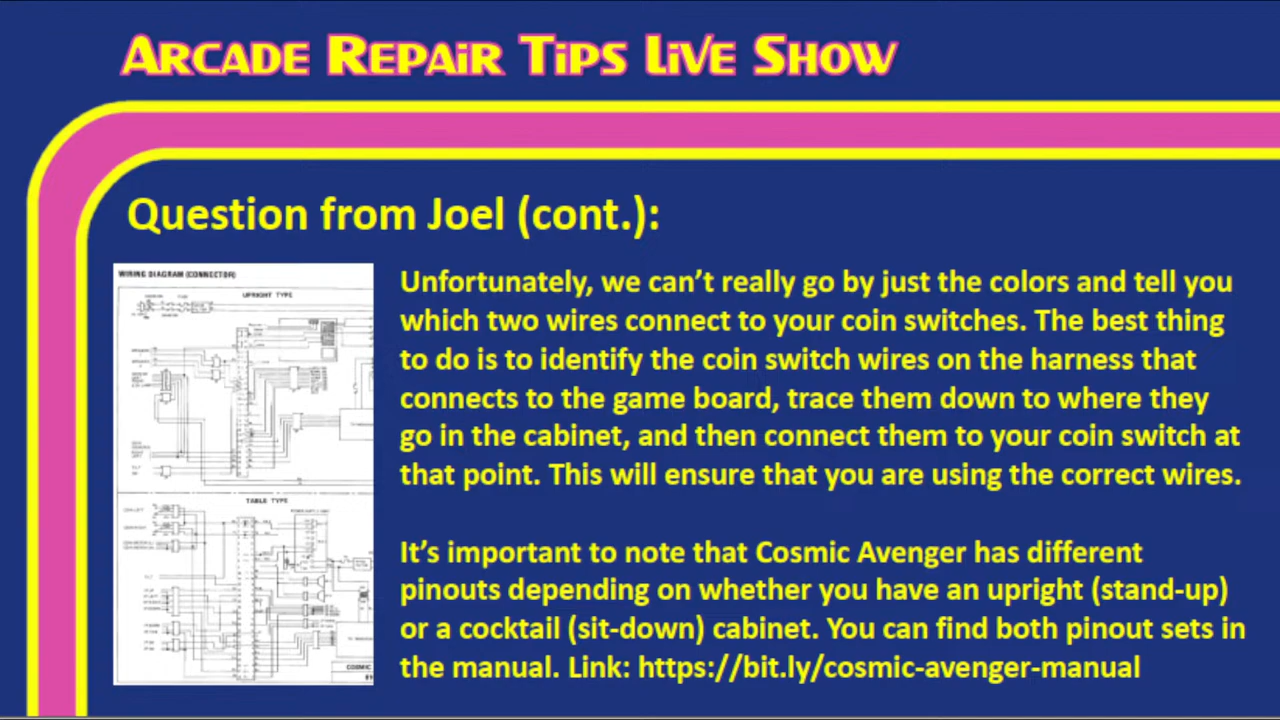 ARCADE REPAIR TIPS LIVE SHOW
Question from Joel (cont.):
WIRING DIAGRAM (CONNECTOR)
UPRIGHT TYPE
TABLE TYPE
Unfortunately, we can't really go by just the colors and tell you
which two wires connect to your coin switches. The best thing
to do is to identify the coin switch wires on the harness that
connects to the game board, trace them down to where they
go in the cabinet, and then connect them to your coin switch at
that point. This will ensure that you are using the correct wires.
It's important to note that Cosmic Avenger has different
pinouts depending on whether you have an upright (stand-up)
or a cocktail (sit-down) cabinet. You can find both pinout sets in
the manual. Link: https://bit.y/cosmic-avenger-manual